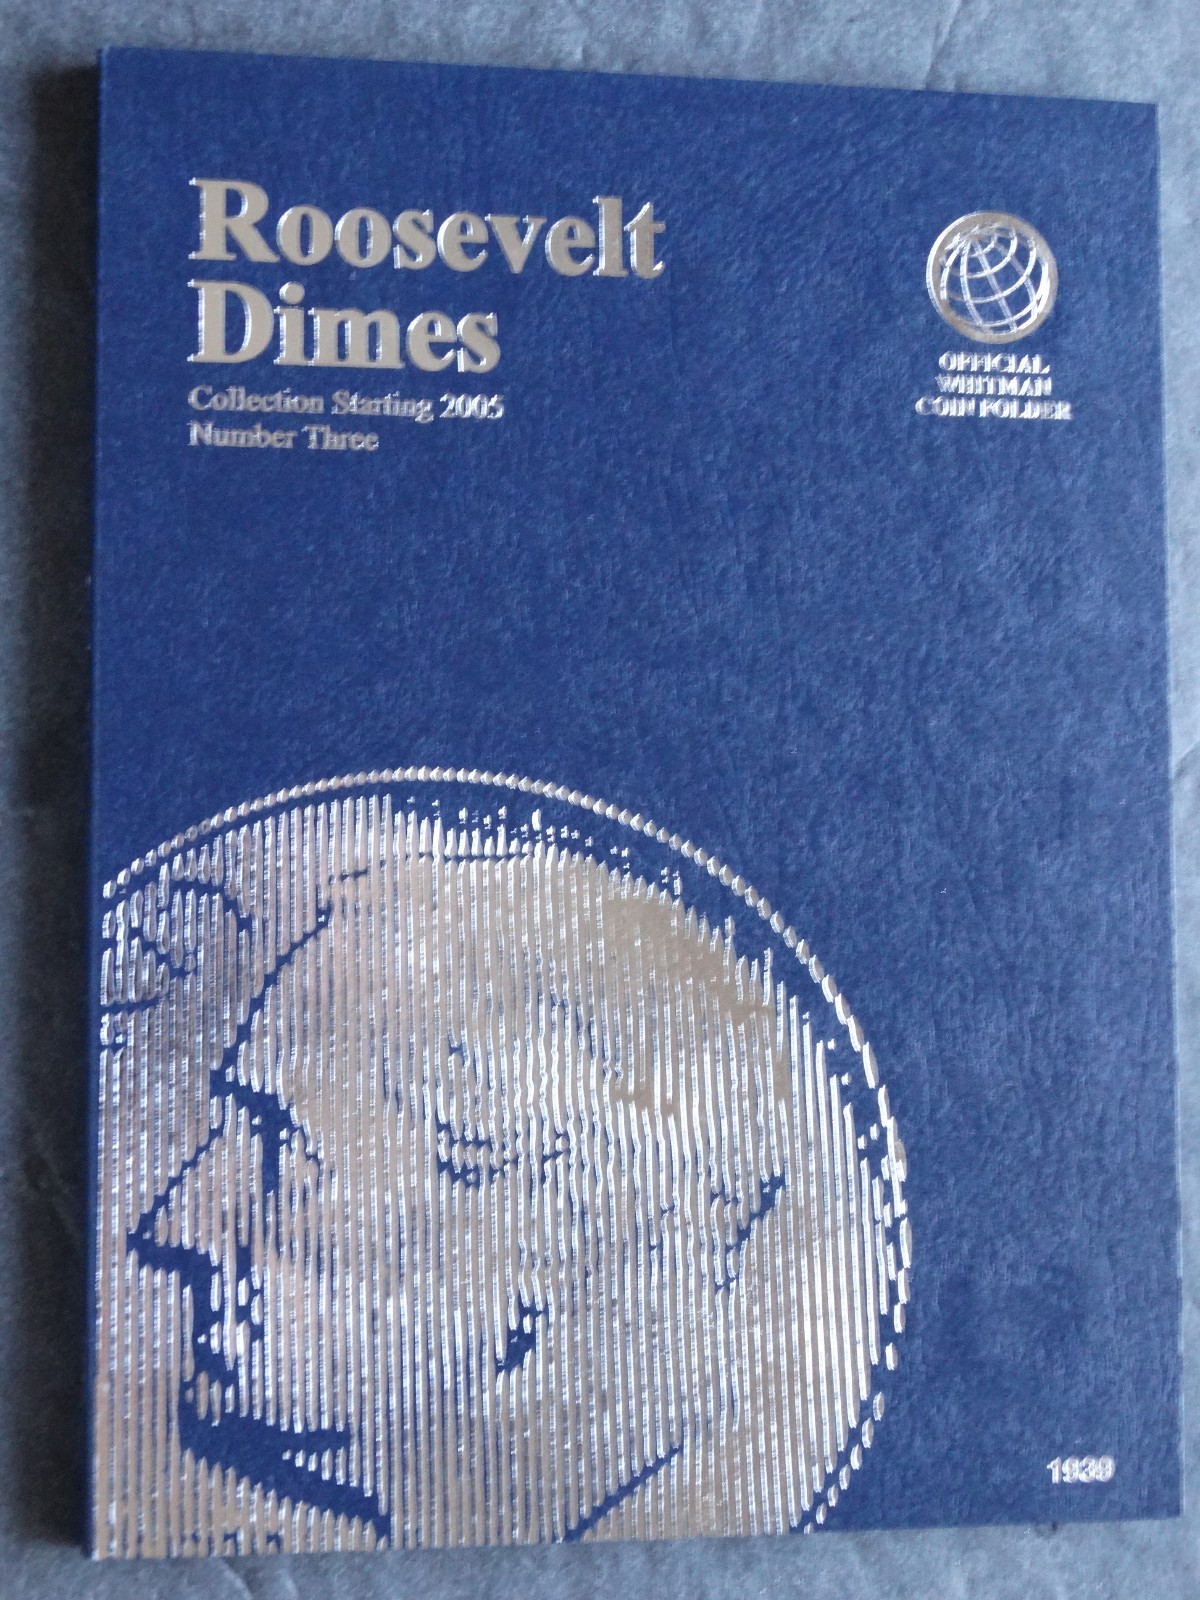 Roosevelt
Dimes
Collection Starting 2005
Number Three
OFFICIAL
WHITMAN
COIN FOLDER
1939